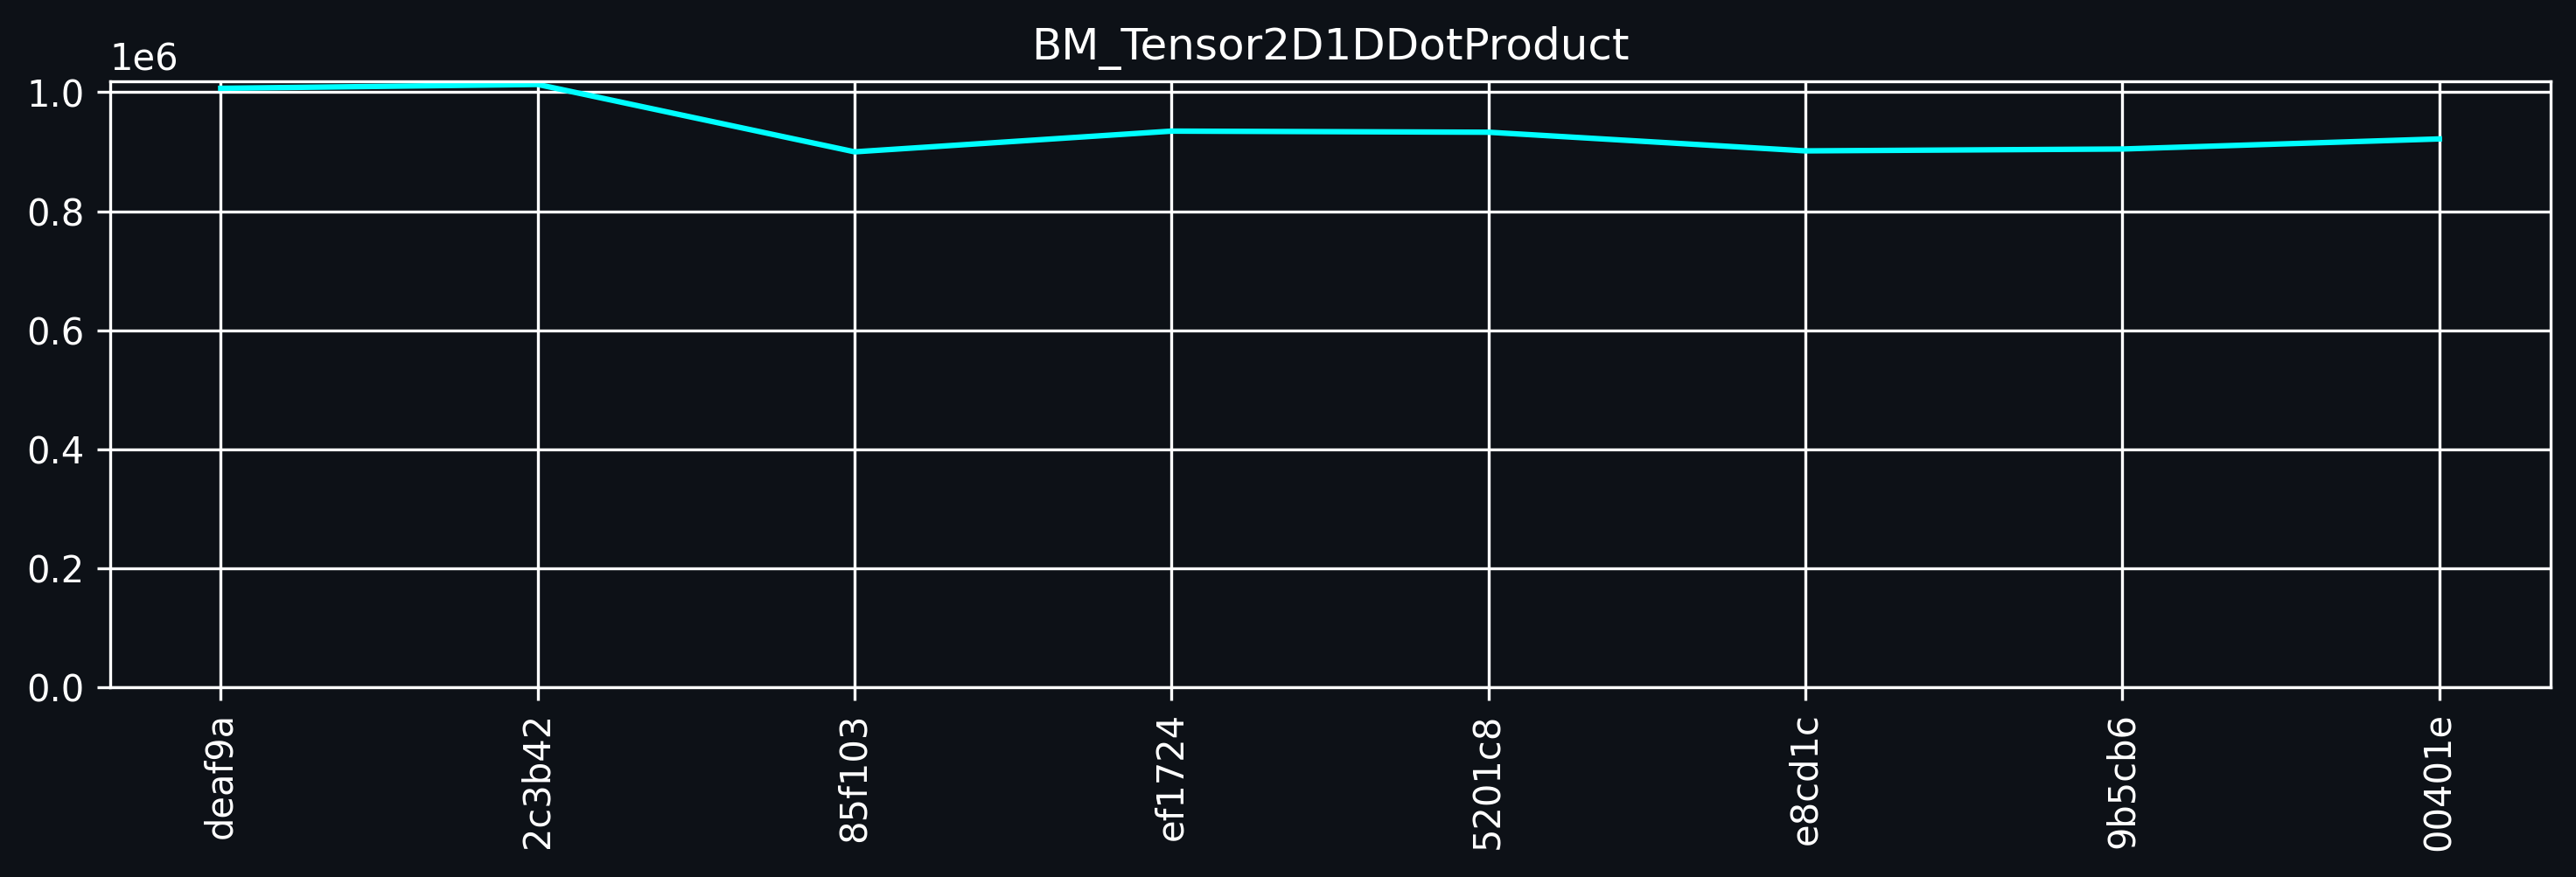 BM_Tensor2D1DDotProduct
1e6
1.0
0.8
0.6
0.4
0.2
0.0
deaf9a
2c3b42
85f103
ef1724
5201c8
e8cd1c
9b5cb6
00401e